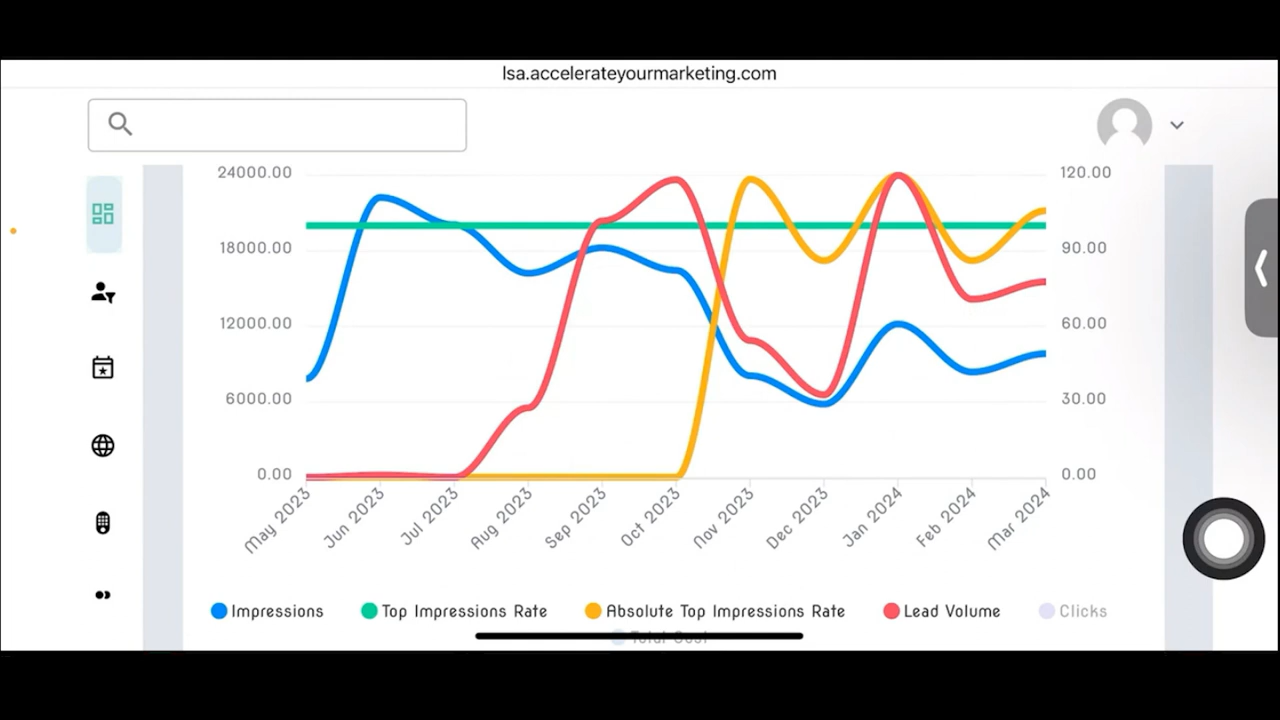 lsa.accelerateyourmarketing.com
24000.00
120.00
18000.00
90.00
12000.00
60.00
6000.00
30.00
0.00
0.00
May 2023
Jun 2023
Jul 2023
Aug 2023
Sep 2023
Oct 2023
Nov 2023
Dec 2023
Jan 2024
Feb 2024
Mar 2024
Impressions
Top Impressions Rate
Absolute Top Impressions Rate
Lead Volume
Clicks
Total Cost